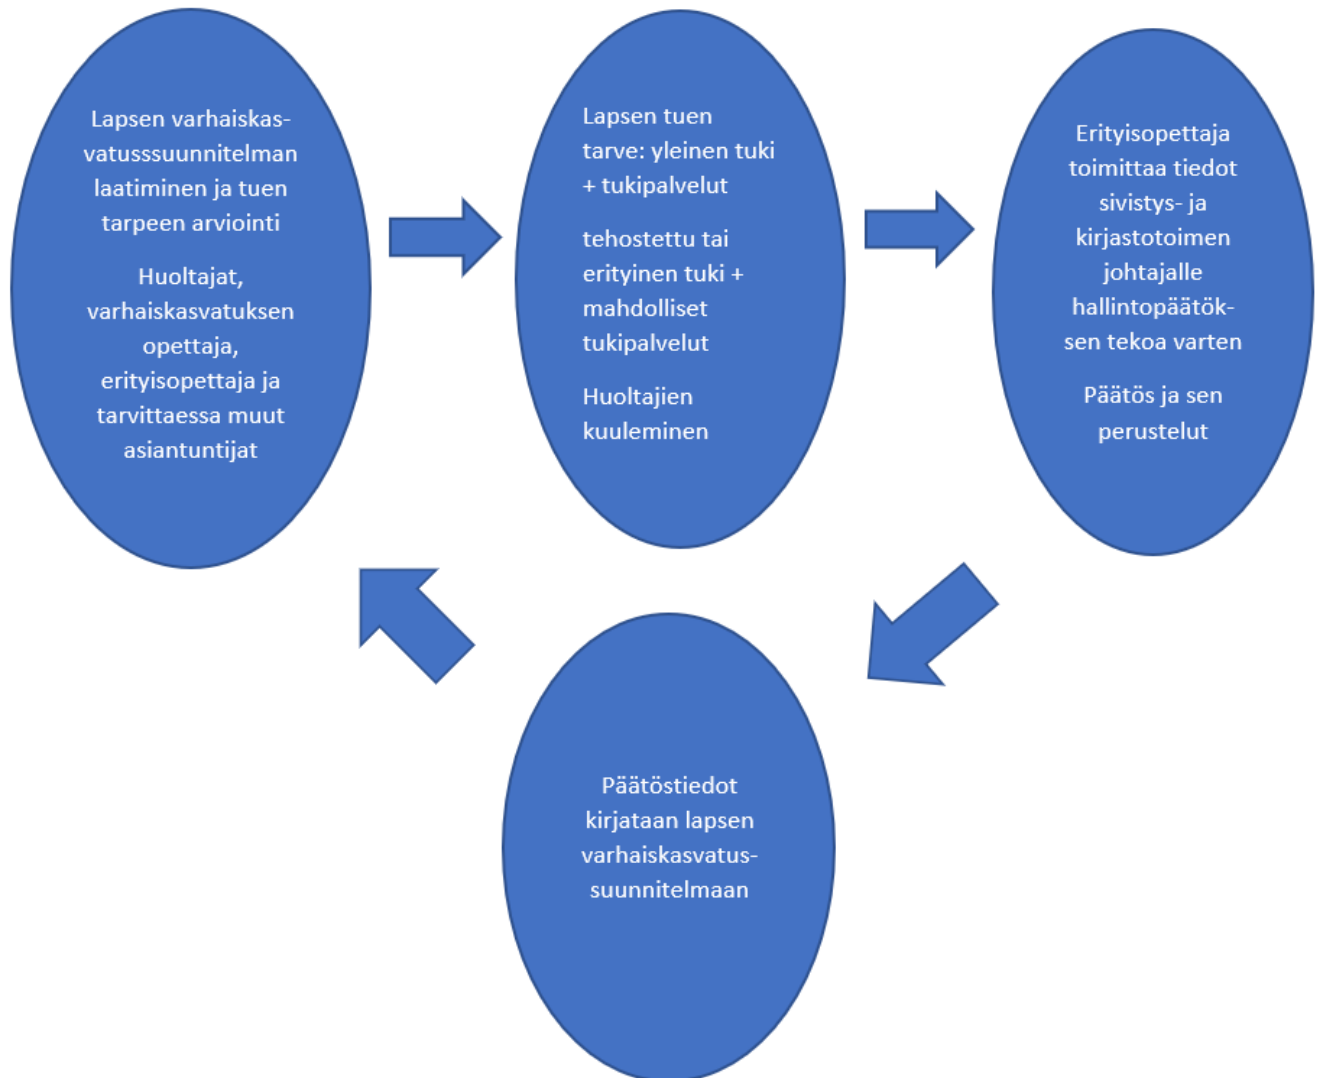 Lapsen varhaiskas-
vatusssuunnitelman
laatiminen ja tuen
tarpeen arviointi
Huoltajat,
varhaiskasvatuksen
opettaja,
erityisopettaja ja
tarvittaessa muut
asiantuntijat
Lapsen tuen
tarve: yleinen tuki
+ tukipalvelut
tehostettu tai
erityinen tuki +
mahdolliset
tukipalvelut
Huoltajien
kuuleminen
Erityisopettaja
toimittaa tiedot
sivistys- ja
kirjastotoimen
johtajalle
hallintopäätök-
sen tekoa varten
Päätös ja sen
perustelut
Päätöstiedot
kirjataan lapsen
varhaiskasvatus-
suunnitelmaan